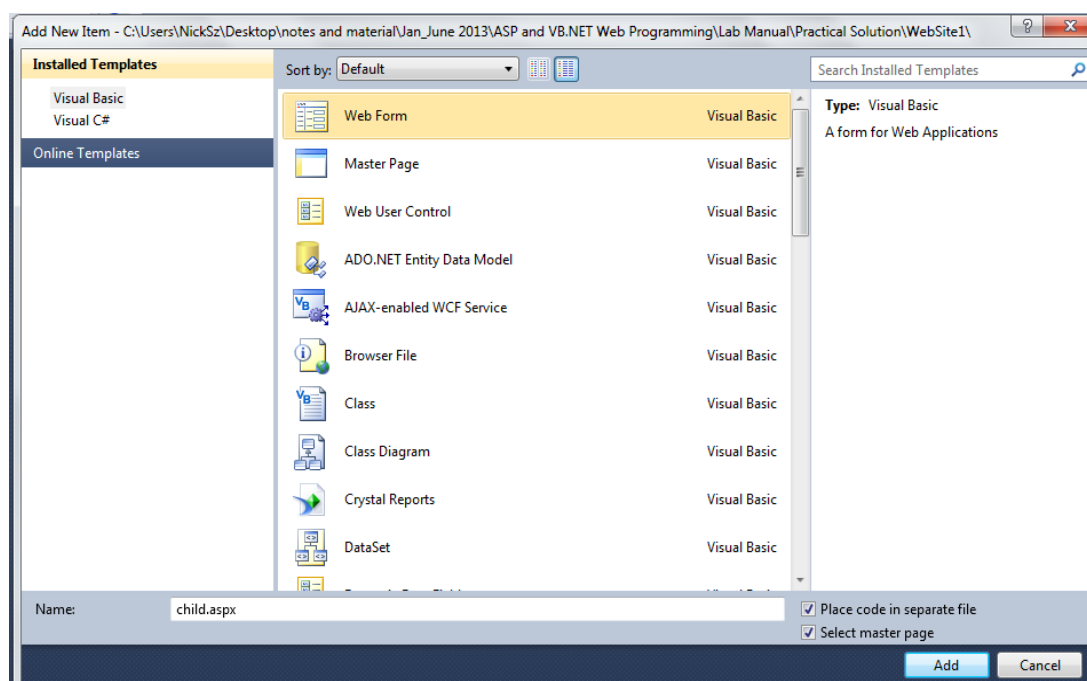 Add New Item - C:\Users\NickSz\Desktop\notes and material\Jan_June 2013\ASP and VB.NET Web Programming\Lab Manual\Practical Solution\WebSite1\
Installed Templates
Visual Basic
Visual C#
Online Templates
Sort by: Default
Search Installed Templates
Web Form Visual Basic
Master Page Visual Basic
Web User Control Visual Basic
ADO.NET Entity Data Model Visual Basic
AJAX-enabled WCF Service Visual Basic
Browser File Visual Basic
Class Visual Basic
Class Diagram Visual Basic
Crystal Reports Visual Basic
DataSet Visual Basic
Type: Visual Basic
A form for Web Applications
Name: child.aspx
Place code in separate file
Select master page
Add Cancel